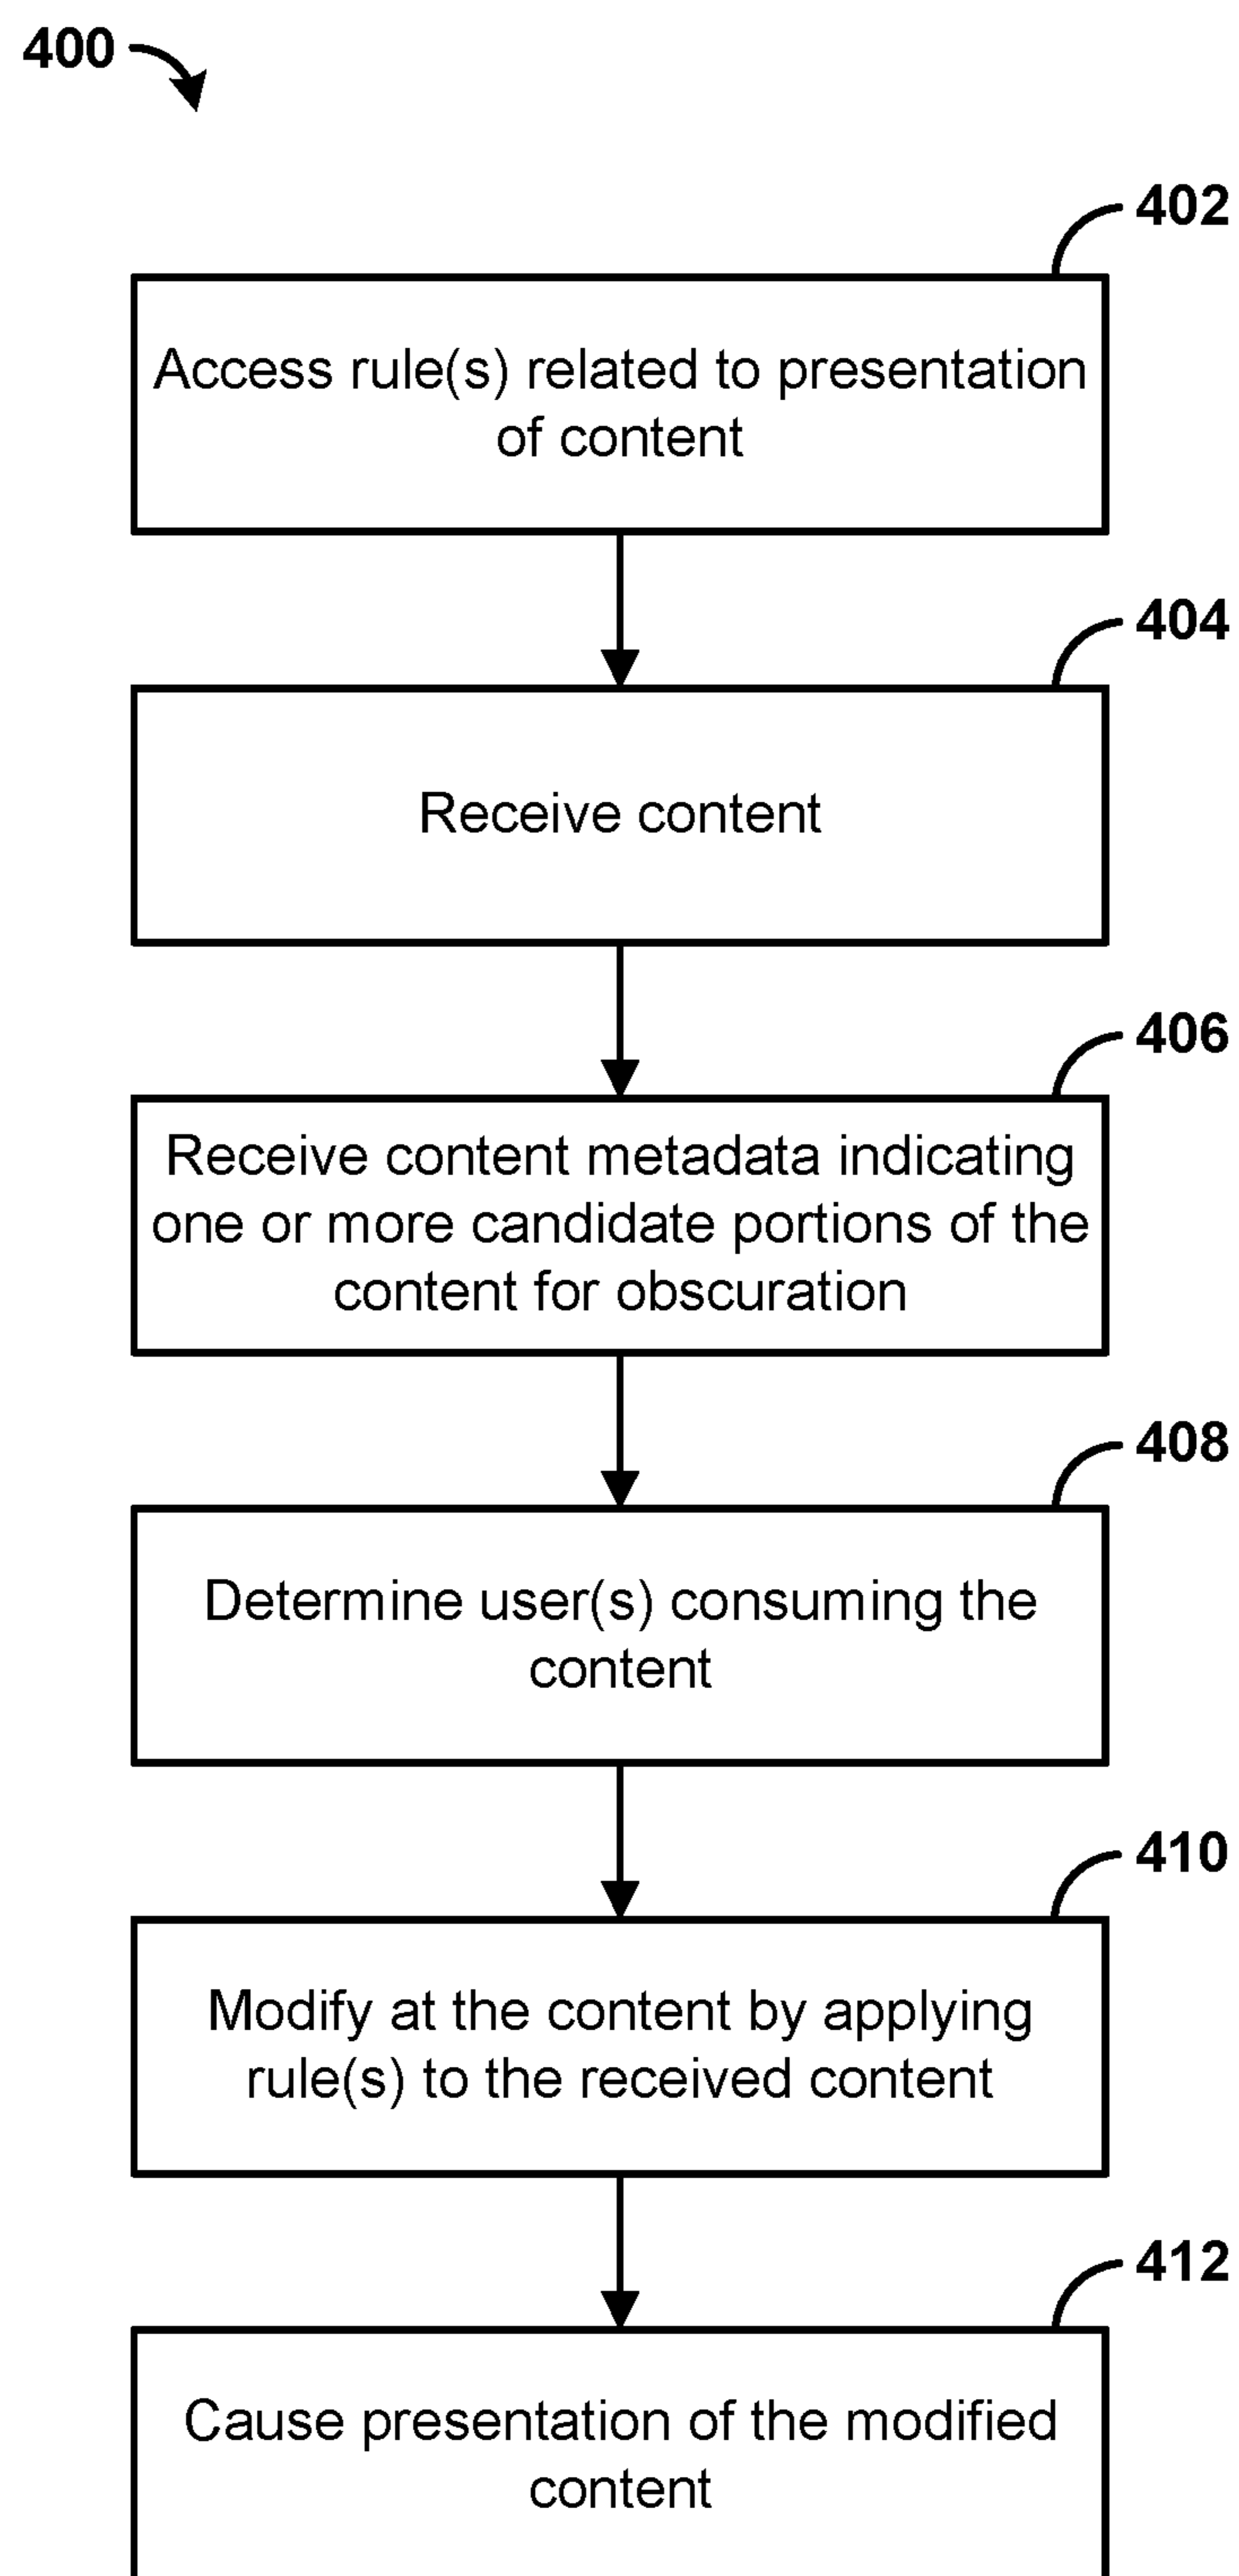 400
402
Access rule(s) related to presentation
of content
404
Receive content
406
Receive content metadata indicating
one or more candidate portions of the
content for obscuration
408
Determine user(s) consuming the
content
410
Modify at the content by applying
rule(s) to the received content
412
Cause presentation of the modified
content